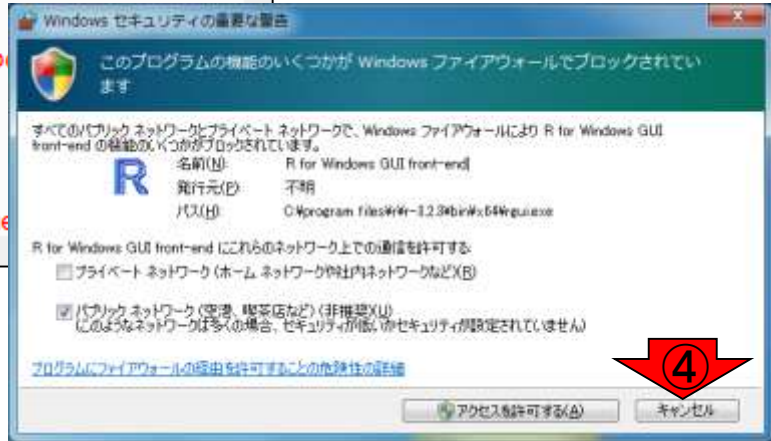 Windows セキュリティの重要な警告
このプログラムの機能のいくつかが Windows ファイアウォールでブロックされてい
ます
すべてのパブリック ネットワークとプライベート ネットワークで、Windows ファイアウォールにより R for Windows GUI
front-end の機能のいくつかがブロックされています。
名前(N): R for Windows GUI front-end
発行元(P): 不明
パス(H): C:¥program files¥r¥r-3.2.3¥bin¥x64¥rgui.exe
R for Windows GUI front-end にこれらのネットワーク上での通信を許可する:
プライベート ネットワーク (ホーム ネットワークや社内ネットワークなど)(R)
パブリック ネットワーク (空港、喫茶店など) (非推奨)(U)
(このようなネットワークは多くの場合、セキュリティが低いかセキュリティが設定されていません)
プログラムにファイアウォールの経由を許可することの危険性の詳細
④
アクセスを許可する(A) キャンセル